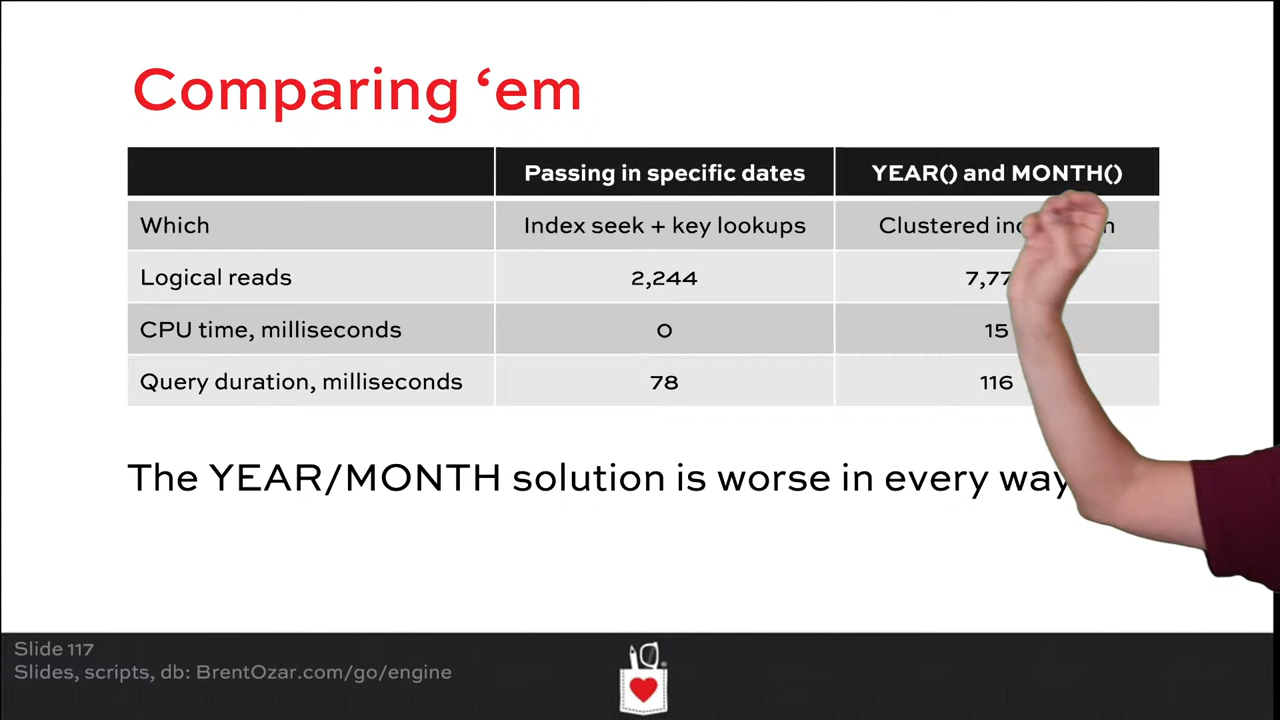 Comparing ‘em
Passing in specific dates YEAR() and MONTH()
Which Index seek + key lookups Clustered
Logical reads 2,244
CPU time, milliseconds 0 15
Query duration, milliseconds 78 116
The YEAR/MONTH solution is worse in every way
Slide 117
Slides, scripts, db: BrentOzar.com/go/engine